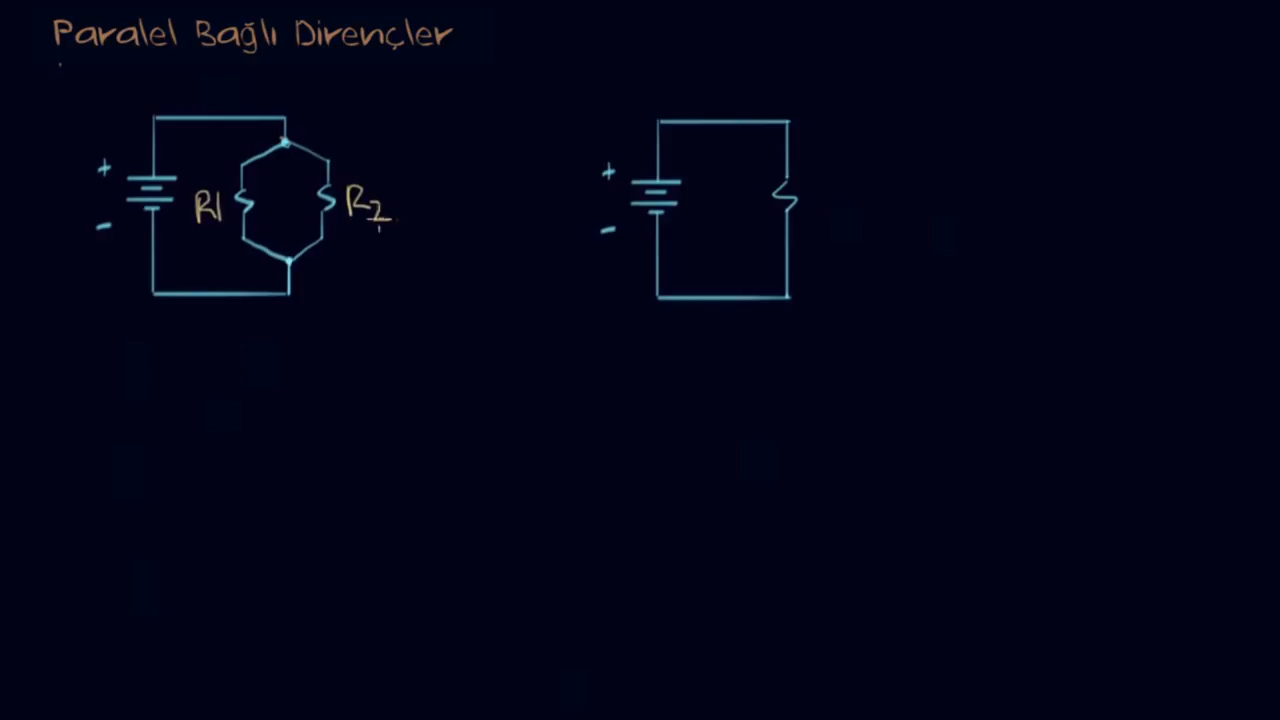 Paralel Bağlı Dirençler
+ +
R1 R2
- -